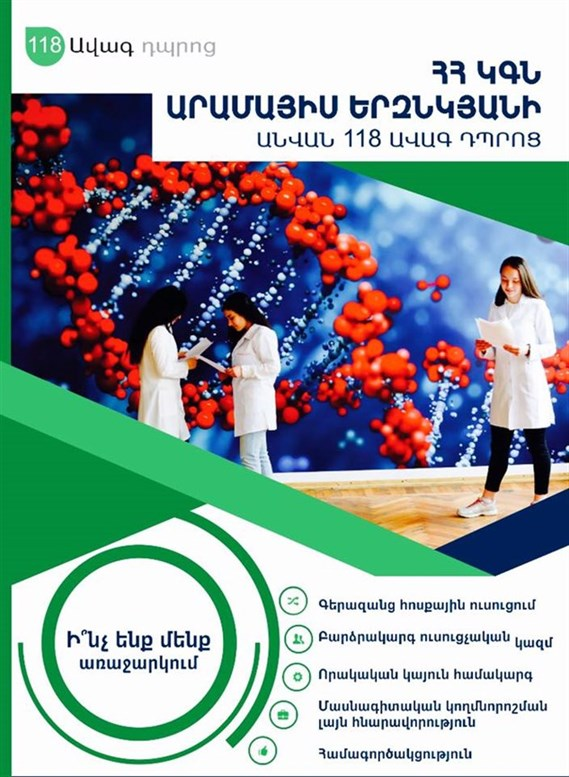 118 Ավագ դպրոց
ՀՀ ԿԳՆ
ԱՐԱՄԱՅԻՍ ԵՐԶՆԿՅԱՆԻ
ԱՆՎԱՆ 118 ԱՎԱԳ ԴՊՐՈՑ
Ի՞նչ ենք մենք
առաջարկում
Գերազանց հոսքային ուսուցում
Բարձրակարգ ուսուցչական կազմ
Որակական կայուն համակարգ
Մասնագիտական կողմնորոշման
լայն հնարավորություն
Համագործակցություն